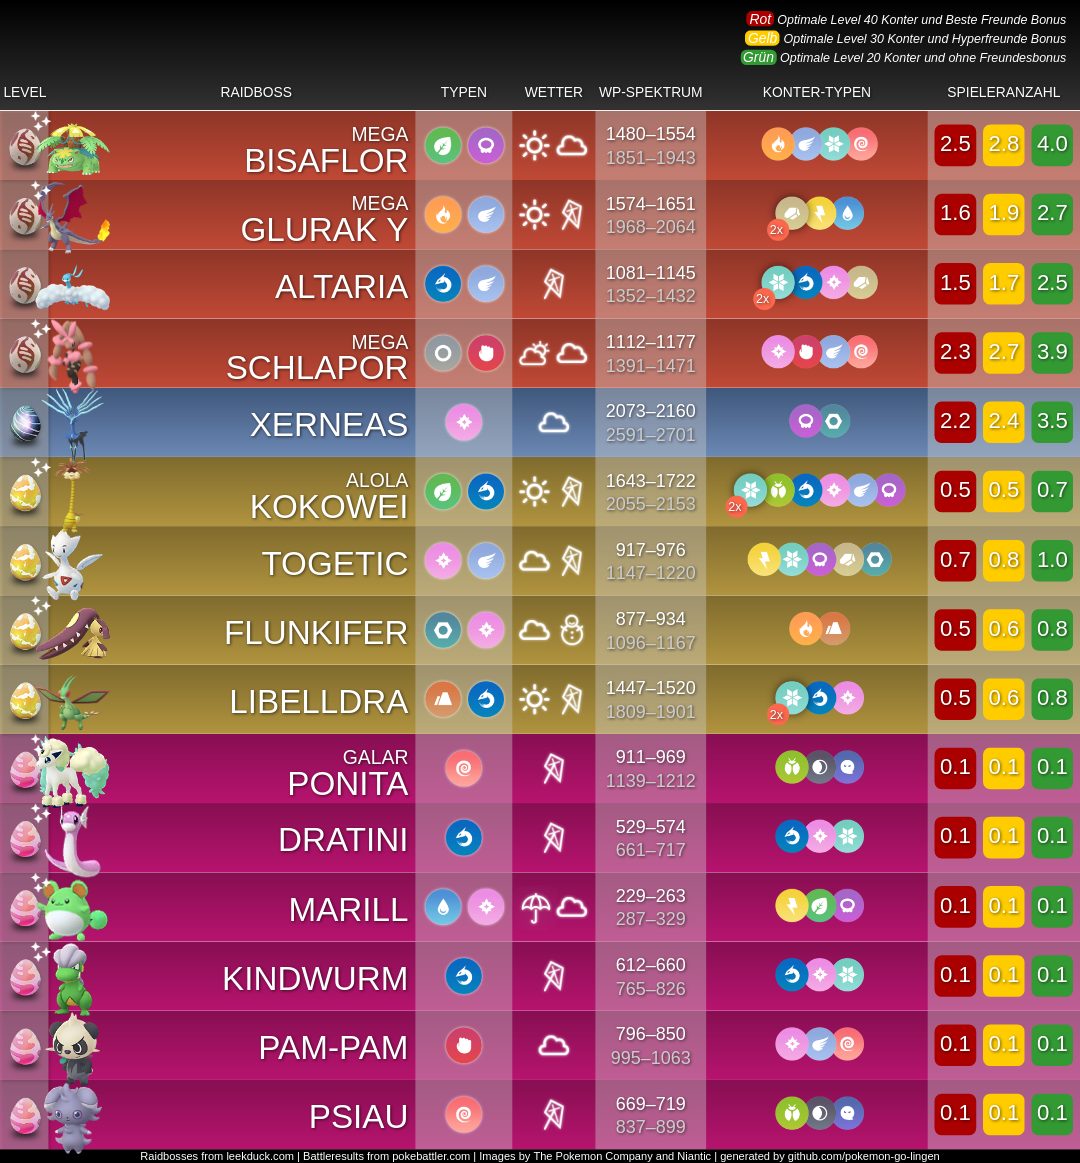 Rot Optimale Level 40 Konter und Beste Freunde Bonus
Gelb Optimale Level 30 Konter und Hyperfreunde Bonus
Grün Optimale Level 20 Konter und ohne Freundesbonus
LEVEL RAIDBOSS TYPEN WETTER WP-SPEKTRUM KONTER-TYPEN SPIELERANZAHL
MEGA
BISAFLOR
1480–1554
1851–1943
2.5 2.8 4.0
MEGA
GLURAK Y
1574–1651
1968–2064
2x
1.6 1.9 2.7
ALTARIA
1081–1145
1352–1432
2x
1.5 1.7 2.5
MEGA
SCHLAPOR
1112–1177
1391–1471
2.3 2.7 3.9
XERNEAS
2073–2160
2591–2701
2.2 2.4 3.5
ALOLA
KOKOWEI
1643–1722
2055–2153
2x
0.5 0.5 0.7
TOGETIC
917–976
1147–1220
0.7 0.8 1.0
FLUNKIFER
877–934
1096–1167
0.5 0.6 0.8
LIBELLDRA
1447–1520
1809–1901
2x
0.5 0.6 0.8
GALAR
PONITA
911–969
1139–1212
0.1 0.1 0.1
DRATINI
529–574
661–717
0.1 0.1 0.1
MARILL
229–263
287–329
0.1 0.1 0.1
KINDWURM
612–660
765–826
0.1 0.1 0.1
PAM-PAM
796–850
995–1063
0.1 0.1 0.1
PSIAU
669–719
837–899
0.1 0.1 0.1
Raidbosses from leekduck.com | Battleresults from pokebattler.com | Images by The Pokemon Company and Niantic | generated by github.com/pokemon-go-lingen